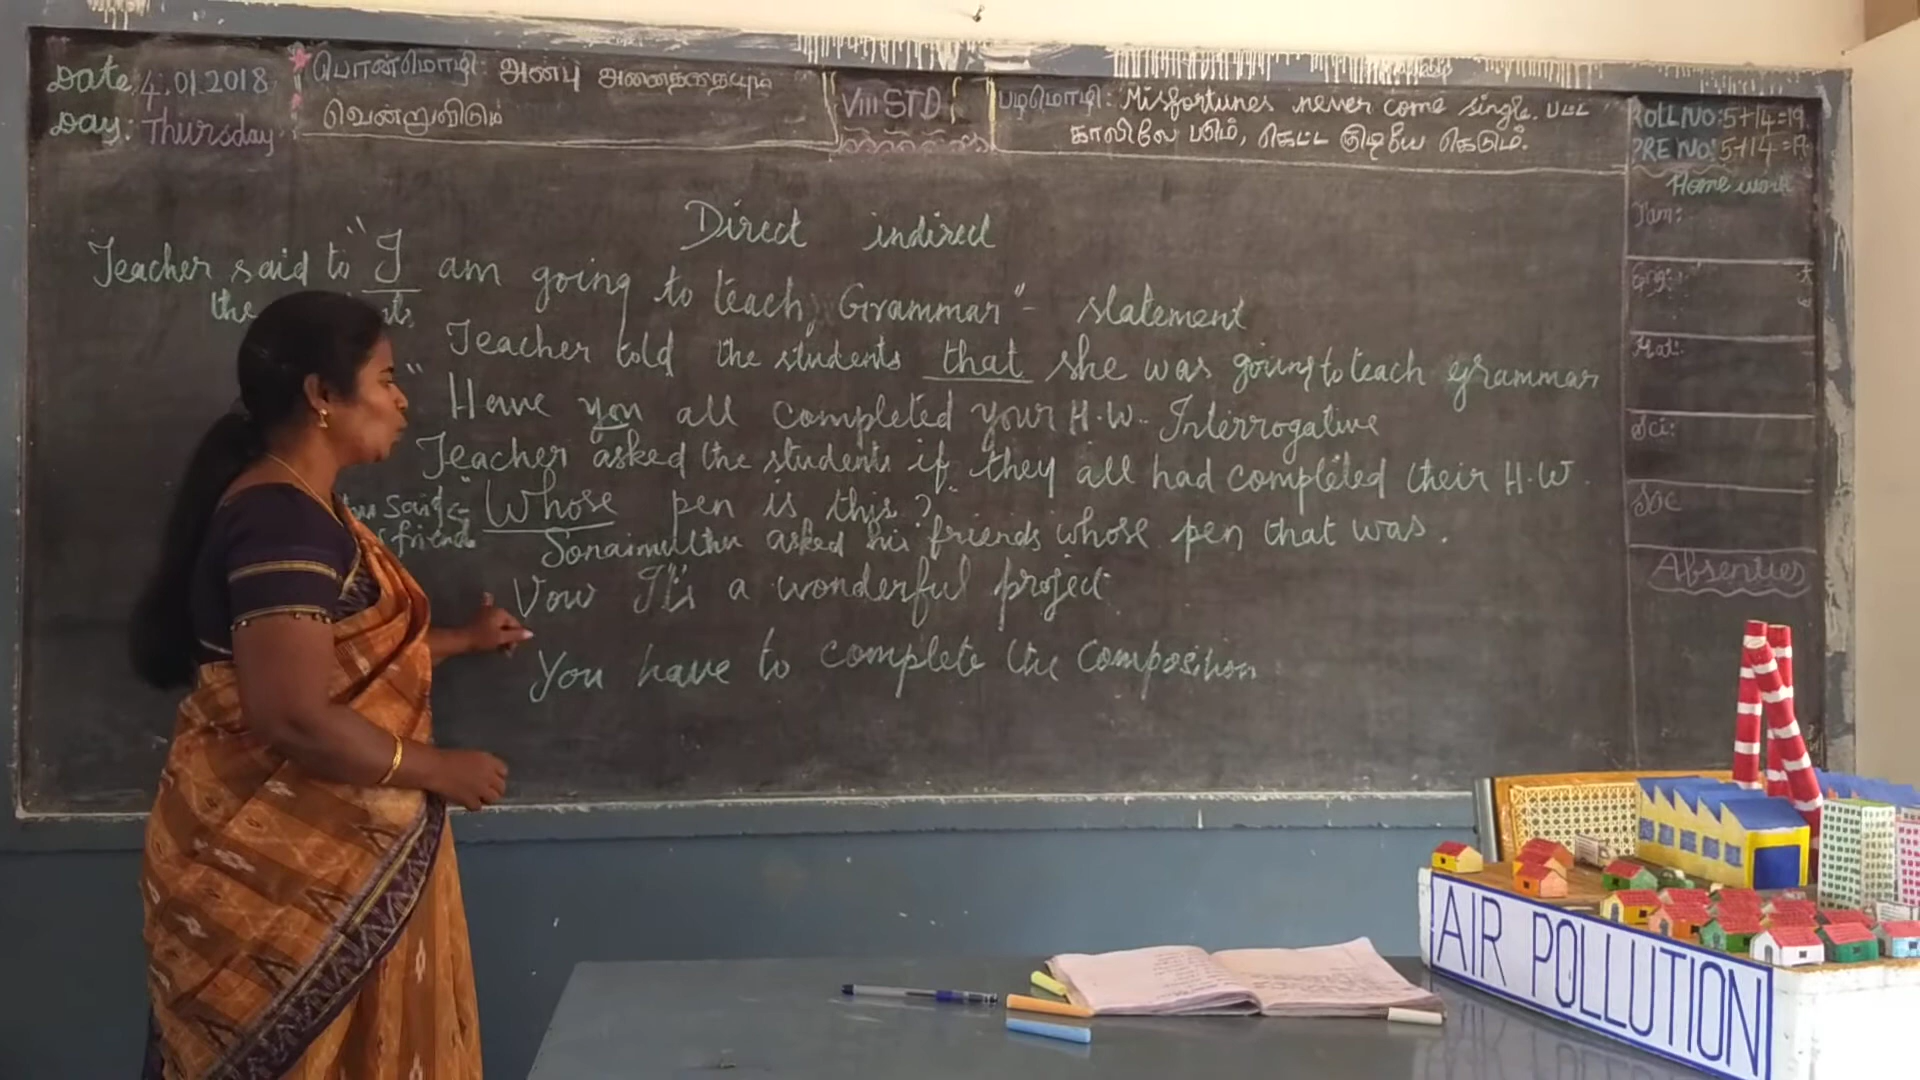 Date 4.01.2018
Day: Thursday
பொன்மொழி: அன்பு அனைத்தையும்
வென்றுவிடும்
VIII STD
பழமொழி: Misfortunes never come single. பட்ட
காலிலே படும், கெட்ட குடியே கெடும்.
ROLL NO: 5+14=19
PRE NO: 5+14=19
Home work
Tam:
Eng:
Mat:
Sci:
Soc
Absenties
Direct indirect
Teacher said to "I am going to teach Grammar" - statement
the
Teacher told the students that she was going to teach grammar
" Have you all completed your H.W. Interrogative
Teacher asked the students if they all had completed their H.W.
said "Whose pen is this?"
friend
Sonaimuthu asked his friends whose pen that was.
Vow It's a wonderful project
You have to complete the Composition
AIR POLLUTION